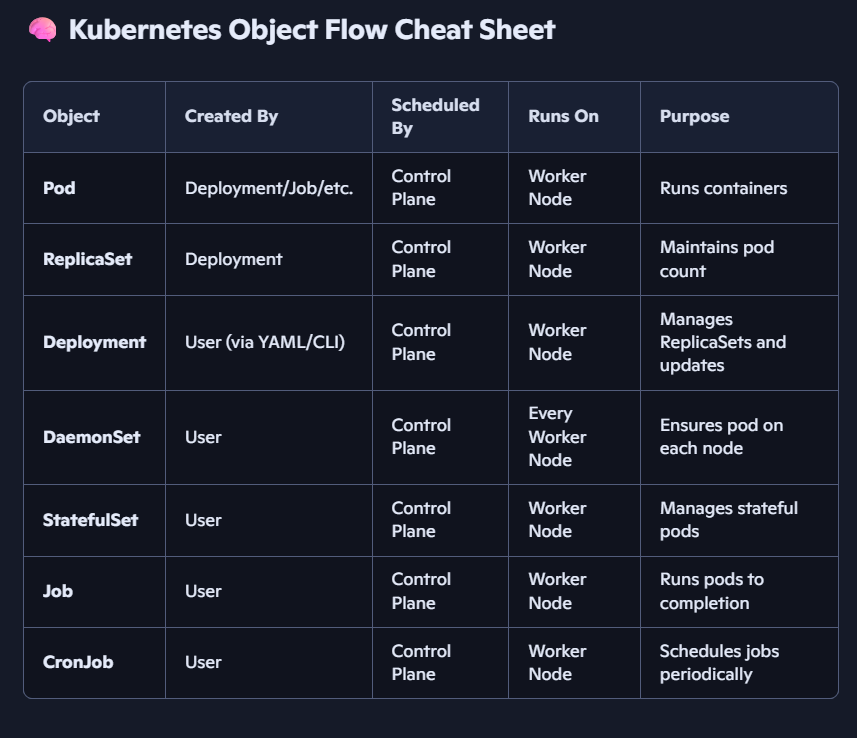 🧠 Kubernetes Object Flow Cheat Sheet
Object
Created By
Scheduled
By
Runs On
Purpose
Pod
Deployment/Job/etc.
Control
Plane
Worker
Node
Runs containers
ReplicaSet
Deployment
Control
Plane
Worker
Node
Maintains pod
count
Deployment
User (via YAML/CLI)
Control
Plane
Worker
Node
Manages
ReplicaSets and
updates
DaemonSet
User
Control
Plane
Every
Worker
Node
Ensures pod on
each node
StatefulSet
User
Control
Plane
Worker
Node
Manages stateful
pods
Job
User
Control
Plane
Worker
Node
Runs pods to
completion
CronJob
User
Control
Plane
Worker
Node
Schedules jobs
periodically